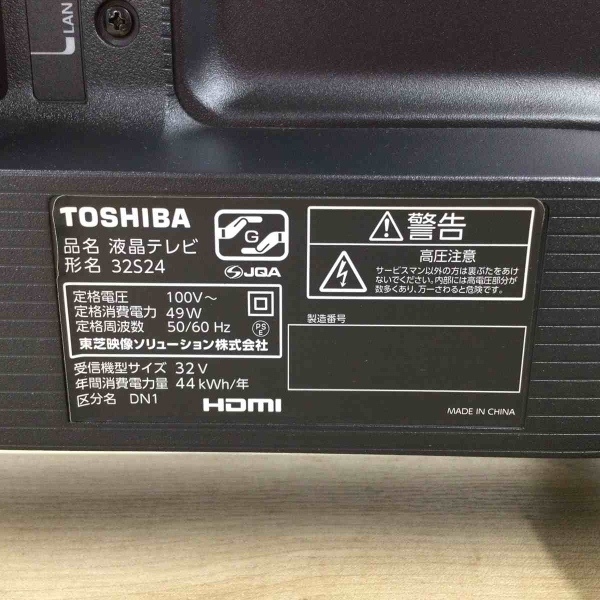 LAN
TOSHIBA
品名 液晶テレビ
形名 32S24
G
JQA
定格電圧 100V～
定格消費電力 49W
定格周波数 50/60 Hz
PS
E
東芝映像ソリューション株式会社
受信機型サイズ 32V
年間消費電力量 44kWh/年
区分名 DN1
HDMI
警告
高圧注意
サービスマン以外の方は裏ぶたをあけ
ないでください。内部には高電圧部分が
数多くあり、万一さわると危険です。
製造番号
MADE IN CHINA